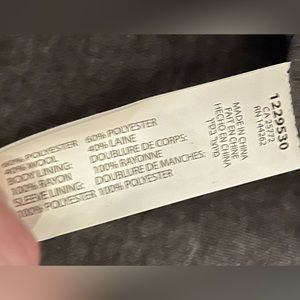 60% POLYESTER 60% POLYESTER
40% WOOL 40% LAINE
BODY LINING: DOUBLURE DE CORPS:
100% RAYON 100% RAYONNE
SLEEVE LINING: DOUBLURE DE MANCHES:
100% POLYESTER 100% POLYESTER
1229530
CA 25772
RN 144262
MADE IN CHINA
FAIT EN CHINE
HECHO EN CHINA